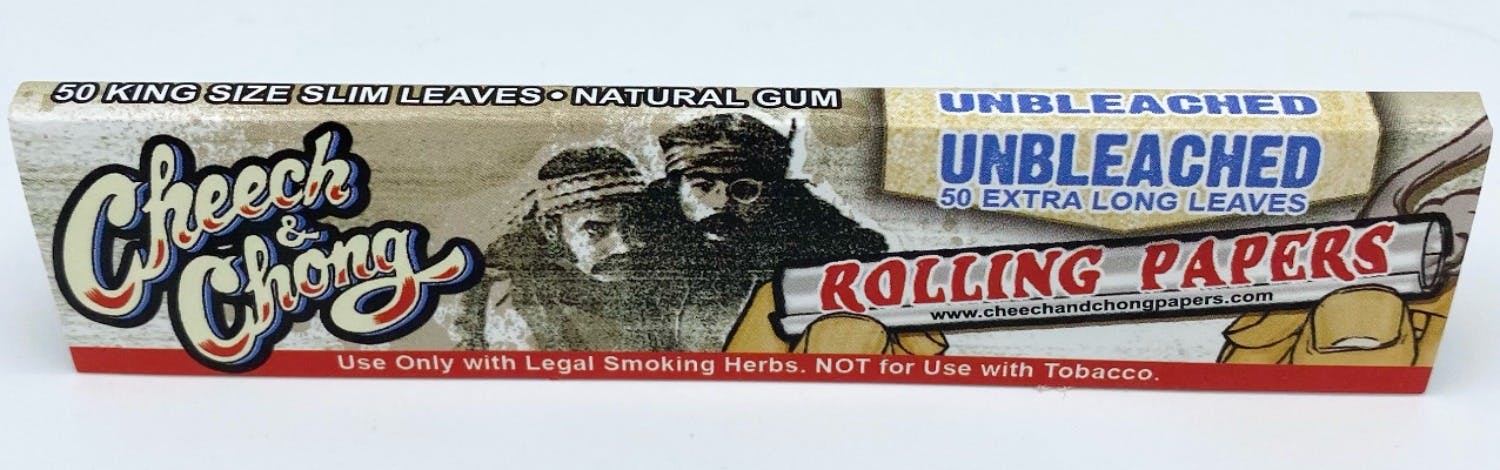 50 KING SIZE SLIM LEAVES • NATURAL GUM
UNBLEACHED
Cheech
&
Chong
UNBLEACHED
50 EXTRA LONG LEAVES
ROLLING PAPERS
www.cheechandchongpapers.com
Use Only with Legal Smoking Herbs. NOT for Use with Tobacco.